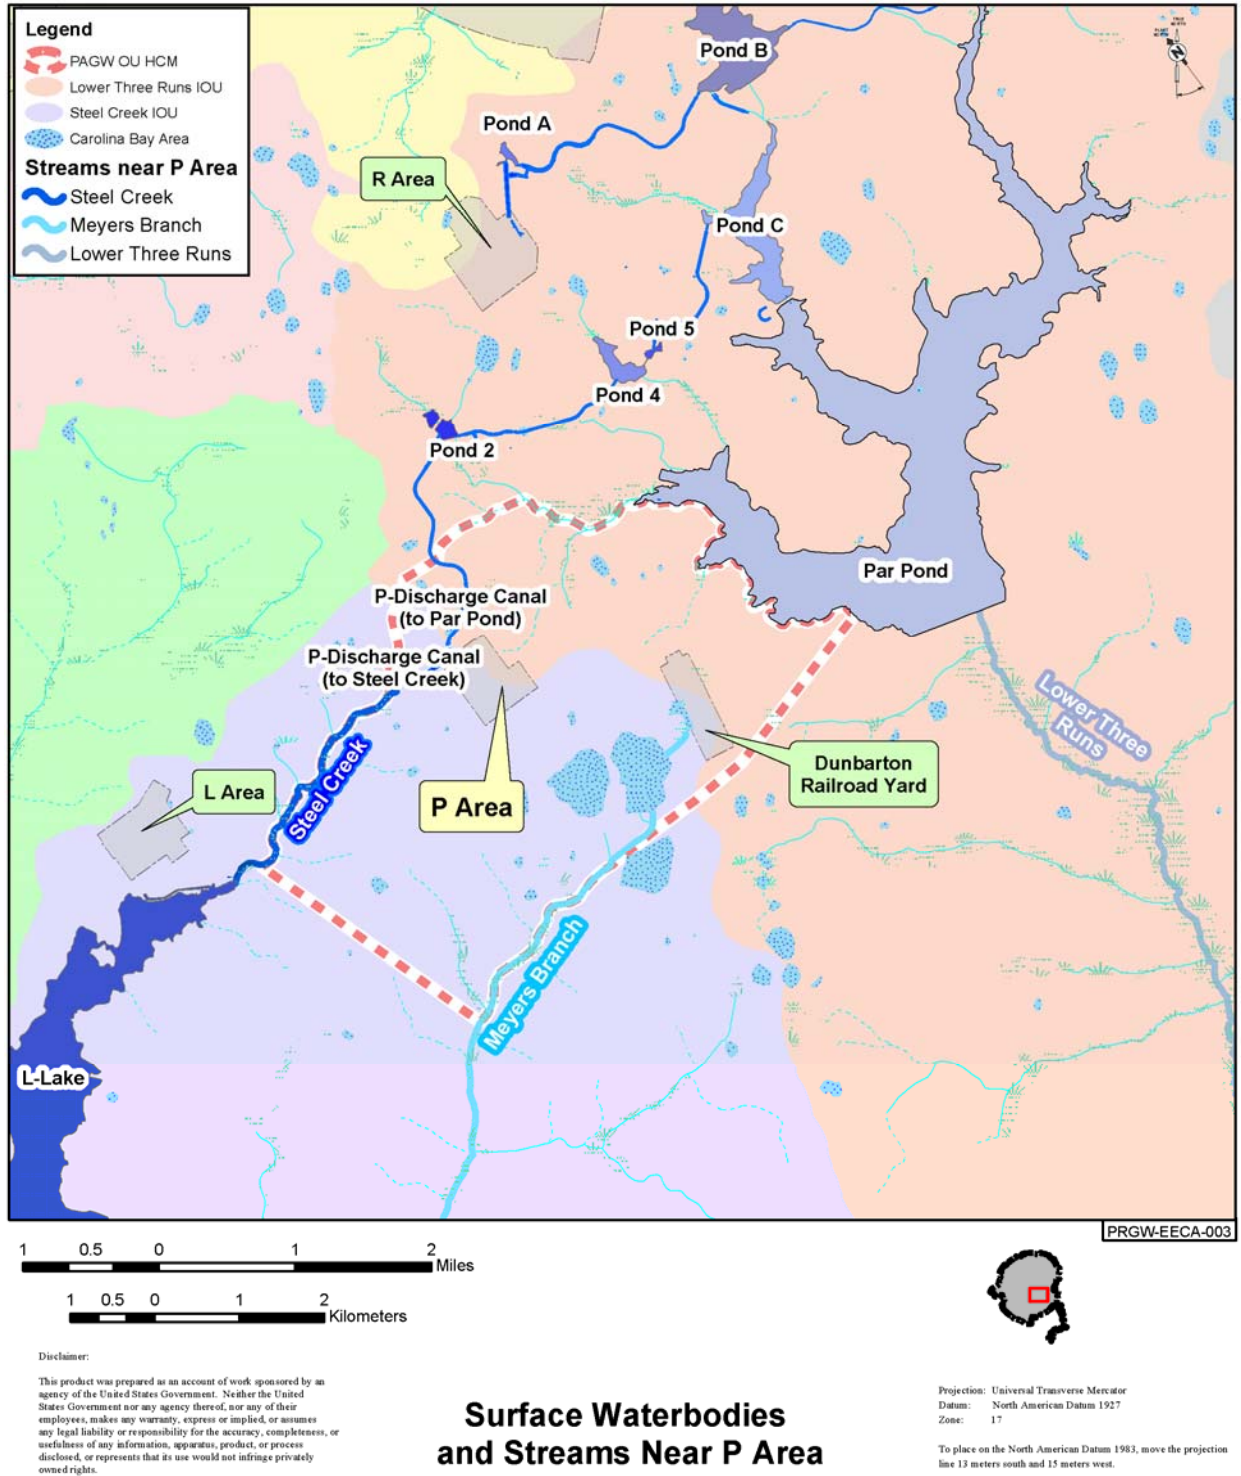 Legend
PAGW OU HCM
Lower Three Runs IOU
Steel Creek IOU
Carolina Bay Area
Streams near P Area
Steel Creek
Meyers Branch
Lower Three Runs
Pond B
Pond A
R Area
Pond C
Pond 5
Pond 4
Pond 2
Par Pond
P-Discharge Canal
(to Par Pond)
P-Discharge Canal
(to Steel Creek)
Lower Three
Runs
Steel Creek
Dunbarton
Railroad Yard
L Area
P Area
Meyers Branch
L-Lake
N
PRGW-EECA-003
1 0.5 0 1 2
Miles
1 0.5 0 1 2
Kilometers
Disclaimer:
This product was prepared as an account of work sponsored by an
agency of the United States Government. Neither the United
States Government nor any agency thereof, nor any of their
employees, makes any warranty, express or implied, or assumes
any legal liability or responsibility for the accuracy, completeness, or
usefulness of any information, apparatus, product, or process
disclosed, or represents that its use would not infringe privately
owned rights.
Surface Waterbodies
and Streams Near P Area
Projection: Universal Transverse Mercator
Datum: North American Datum 1927
Zone: 17
To place on the North American Datum 1983, move the projection
line 13 meters south and 15 meters west.